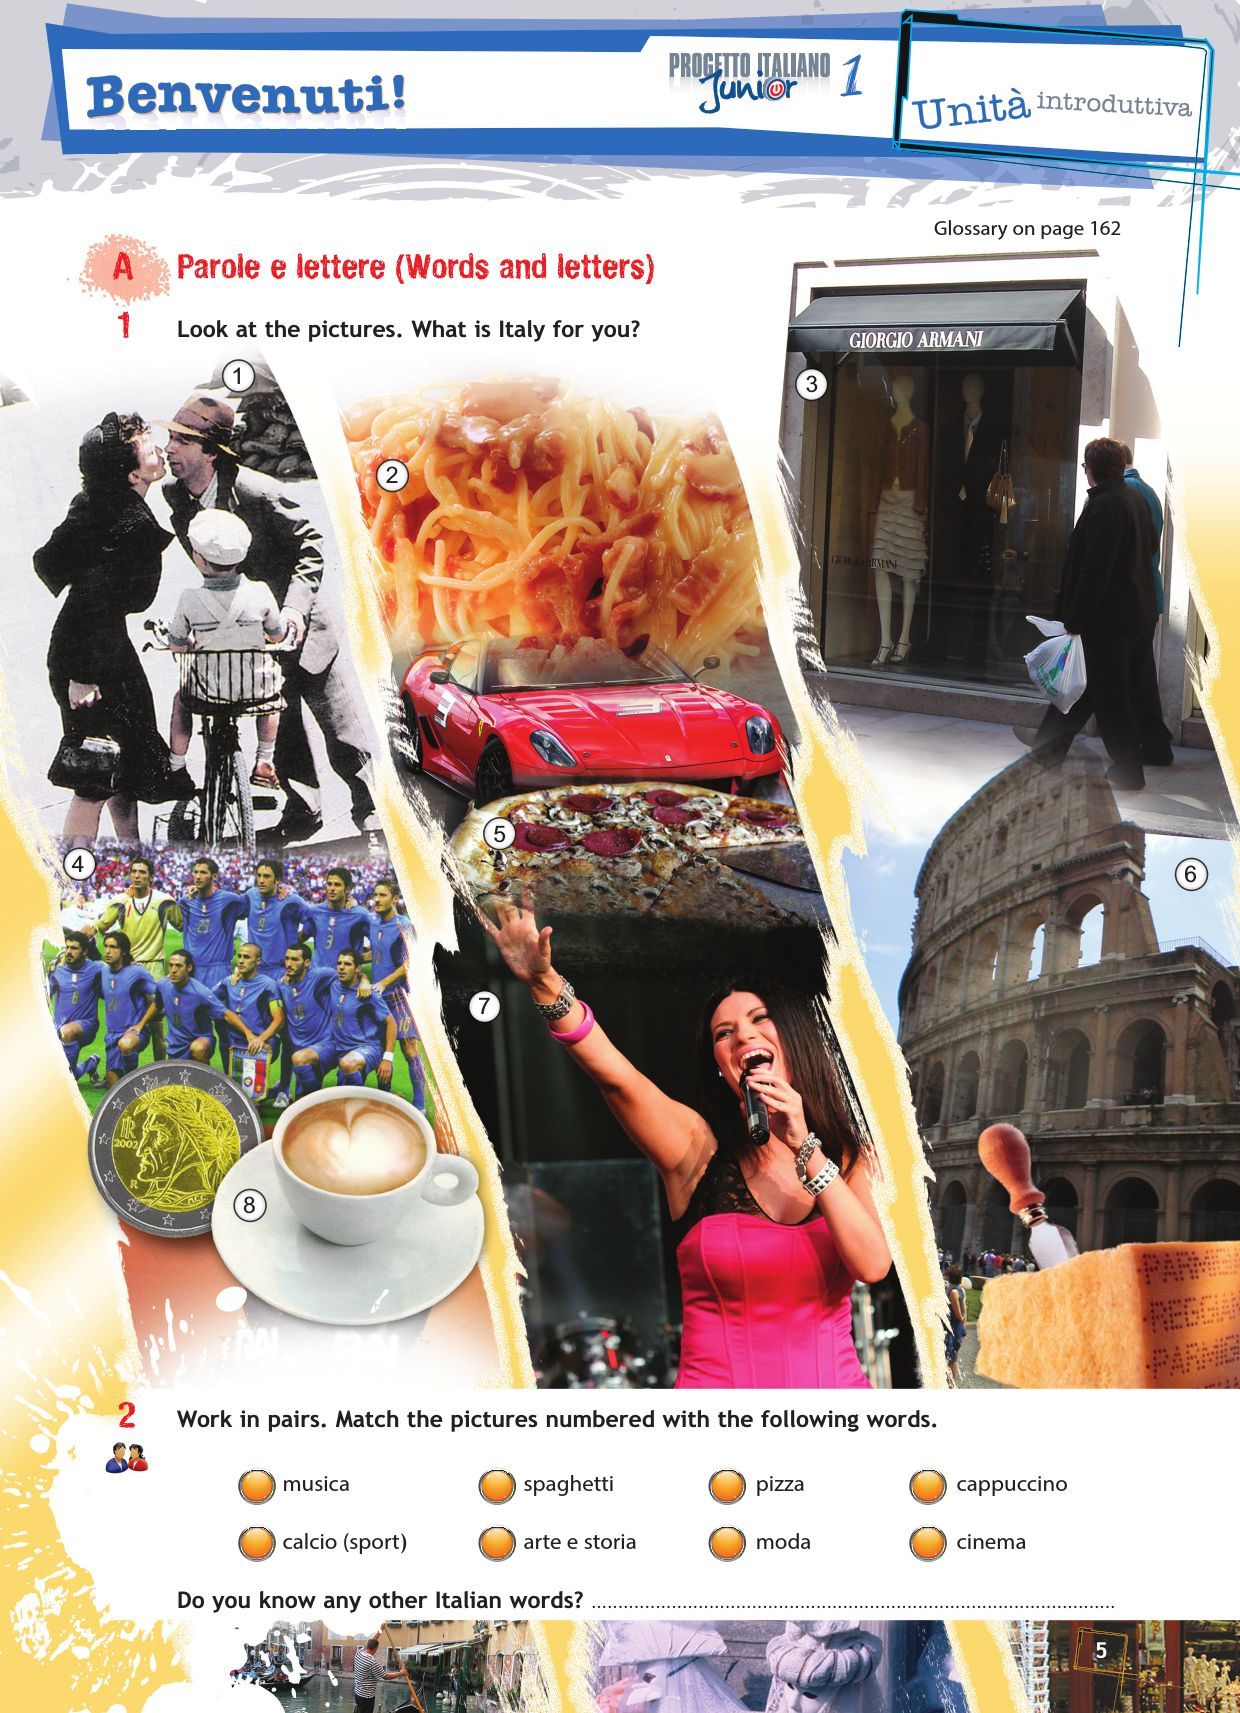 Benvenuti!
PROGETTO ITALIANO
Junior 1
Unità introduttiva
Glossary on page 162
A Parole e lettere (Words and letters)
1 Look at the pictures. What is Italy for you?
1
2
3
GIORGIO ARMANI
GIORGIO ARMANI
4
5
6
7
8
2002
2 Work in pairs. Match the pictures numbered with the following words.
musica spaghetti pizza cappuccino
calcio (sport) arte e storia moda cinema
Do you know any other Italian words? ....................................................................................................
5